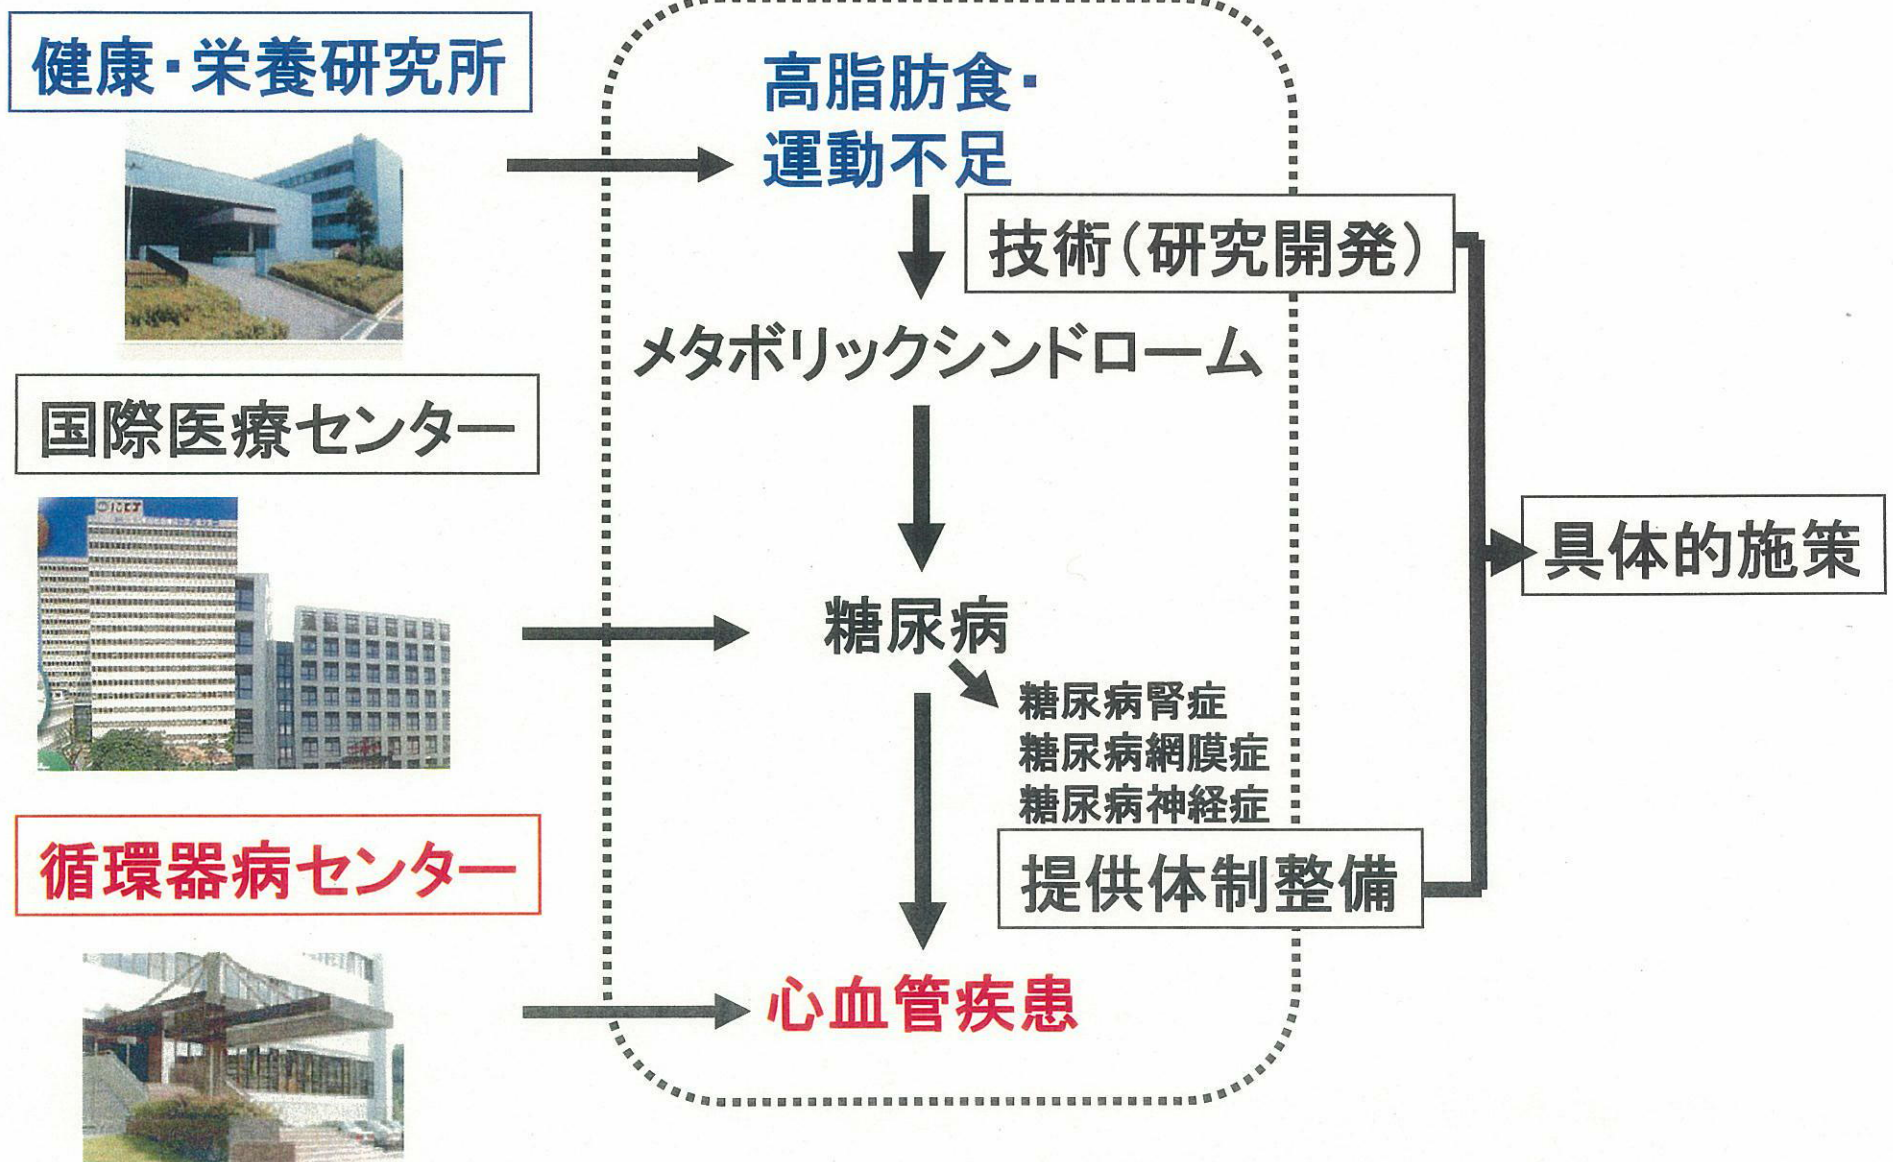 健康・栄養研究所
高脂肪食・
運動不足
技術(研究開発)
メタボリックシンドローム
国際医療センター
具体的施策
糖尿病
糖尿病腎症
糖尿病網膜症
糖尿病神経症
循環器病センター
提供体制整備
心血管疾患